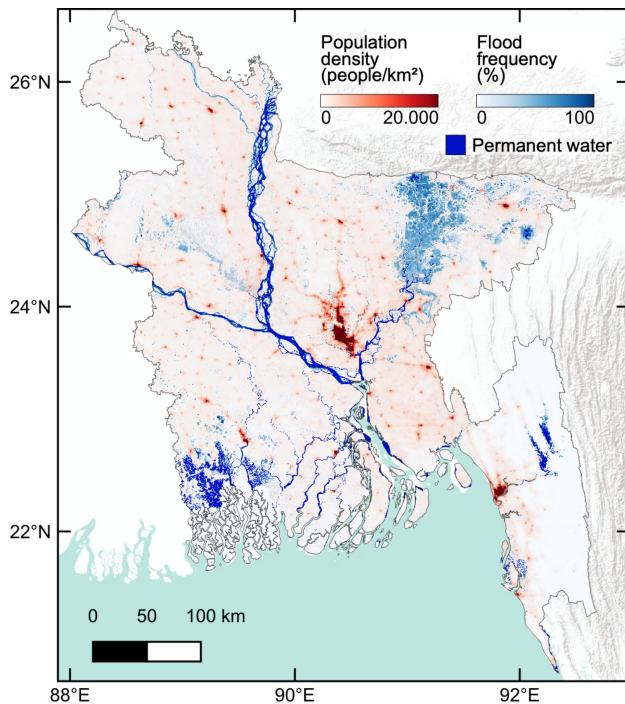 Population
density
(people/km²)
0 20.000
Flood
frequency
(%)
0 100
Permanent water
26°N
24°N
22°N
0 50 100 km
88°E 90°E 92°E